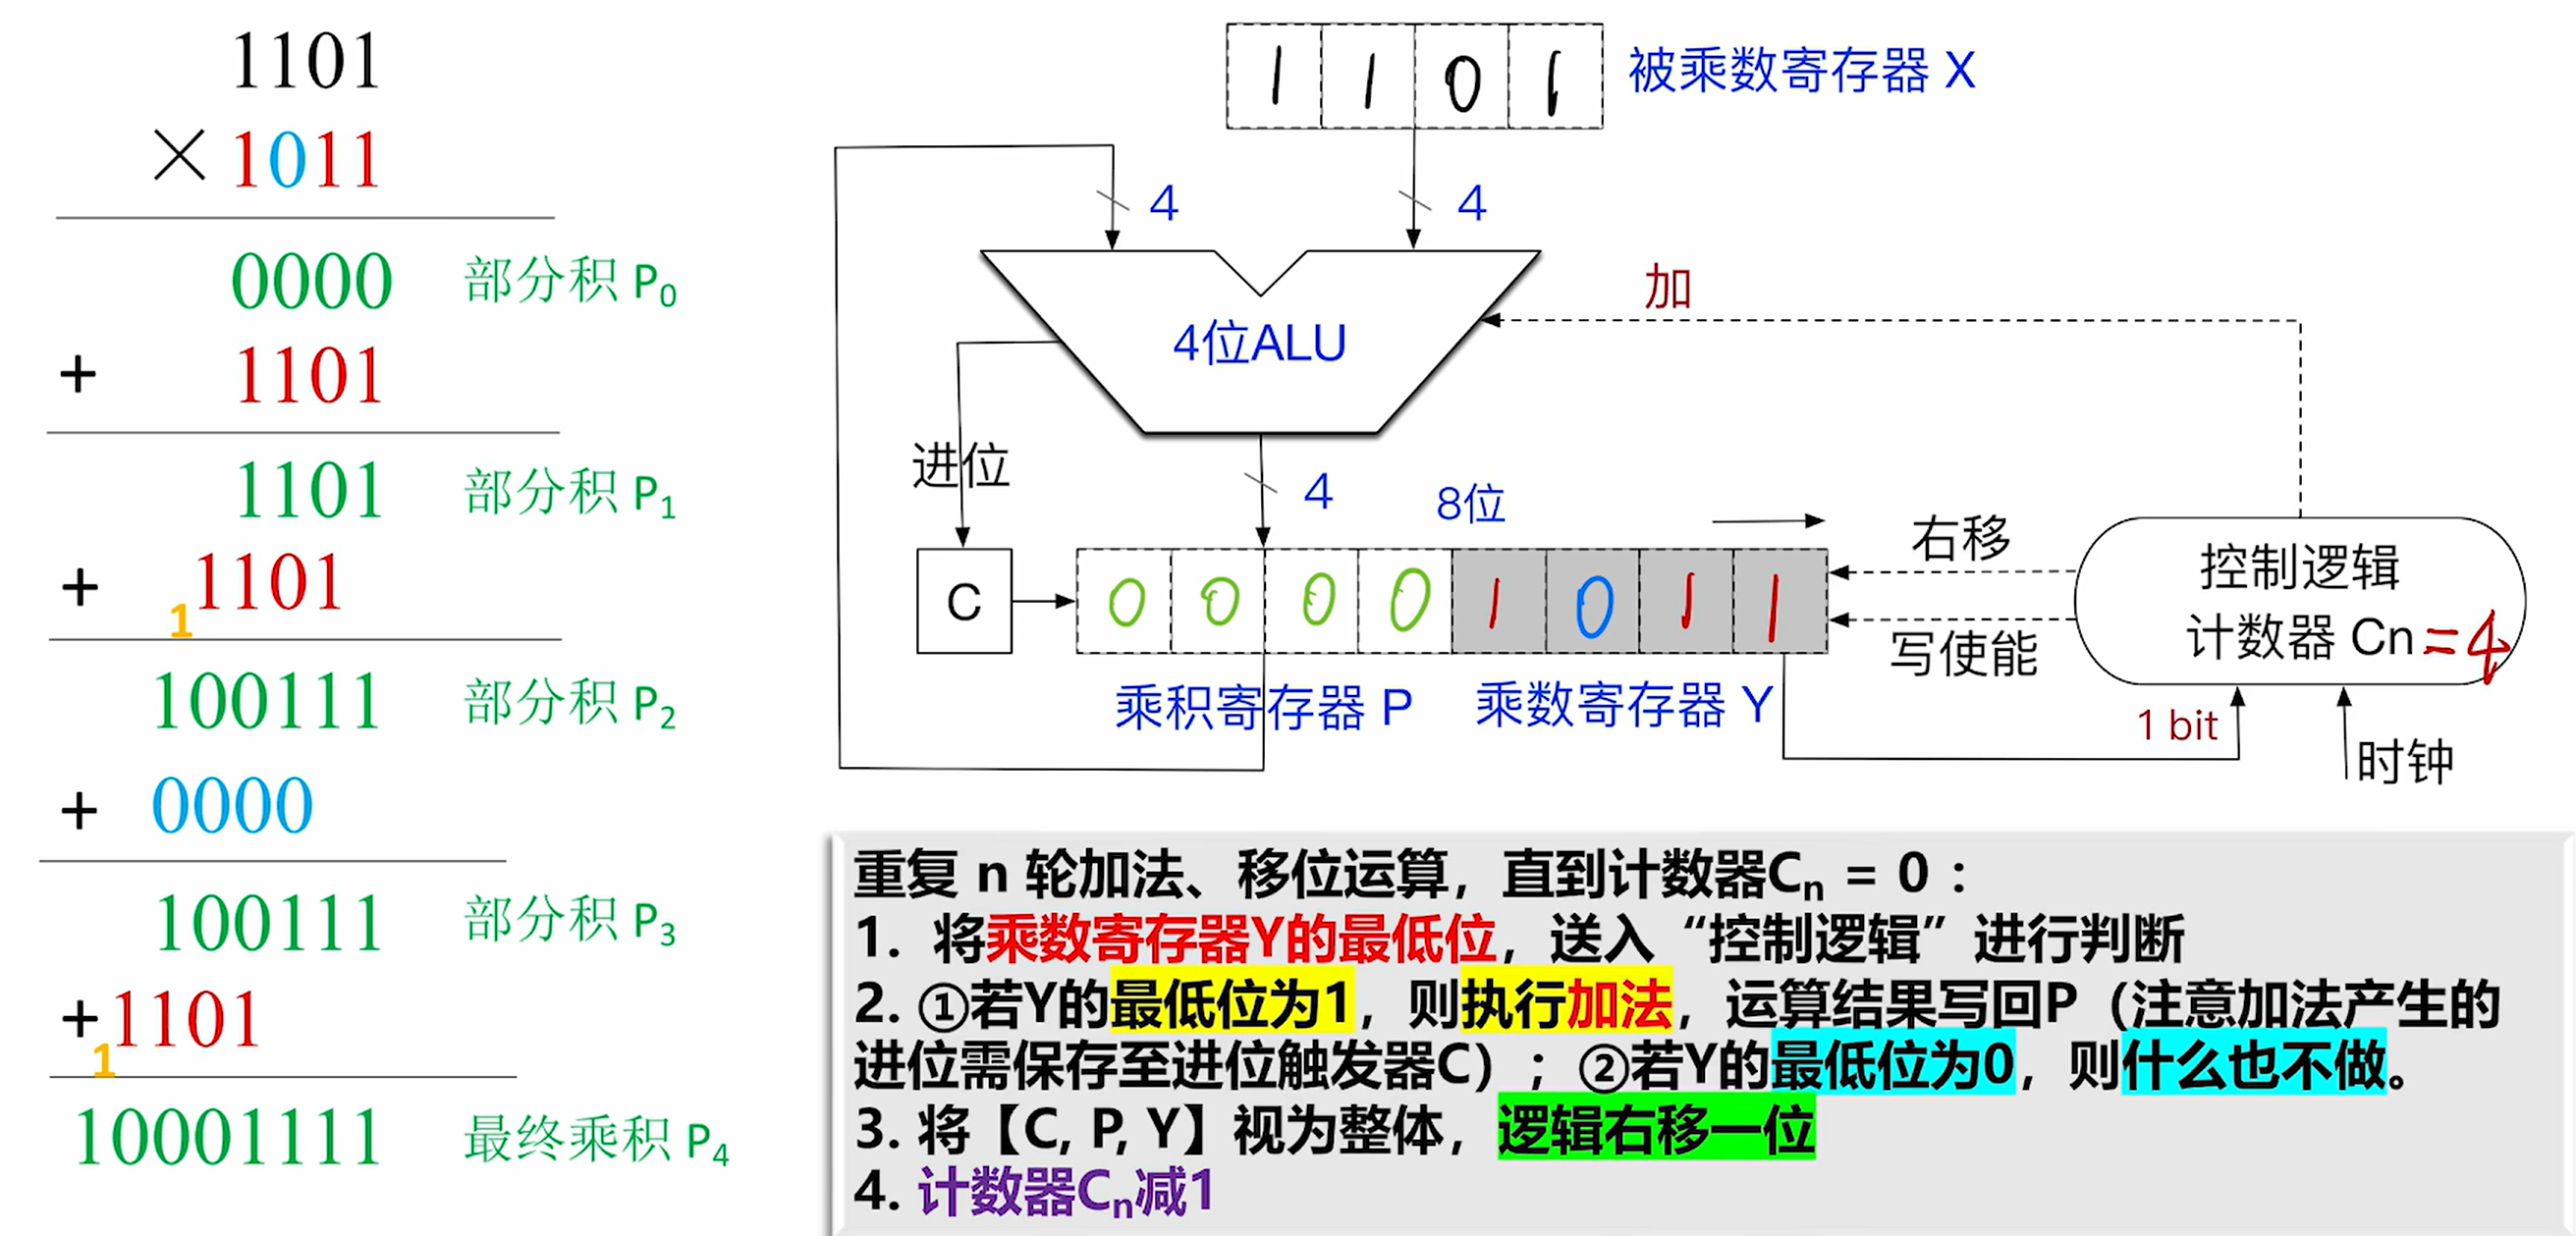 1101
×1011
0000 部分积 P₀
+ 1101
1101 部分积 P₁
+ 1101
1
100111 部分积 P₂
+ 0000
100111 部分积 P₃
+1101
1
10001111 最终乘积 P₄
1 1 0 1 被乘数寄存器 X
4 4
加
4位ALU
进位
4
8位
C
0 0 0 0 1 0 1 1
右移
写使能
控制逻辑
计数器 Cn=4
乘积寄存器 P 乘数寄存器 Y
1 bit
时钟
重复 n 轮加法、移位运算，直到计数器Cₙ = 0：
1. 将乘数寄存器Y的最低位，送入“控制逻辑”进行判断
2. ①若Y的最低位为1，则执行加法，运算结果写回P（注意加法产生的
进位需保存至进位触发器C）；②若Y的最低位为0，则什么也不做。
3. 将【C, P, Y】视为整体，逻辑右移一位
4. 计数器Cₙ减1